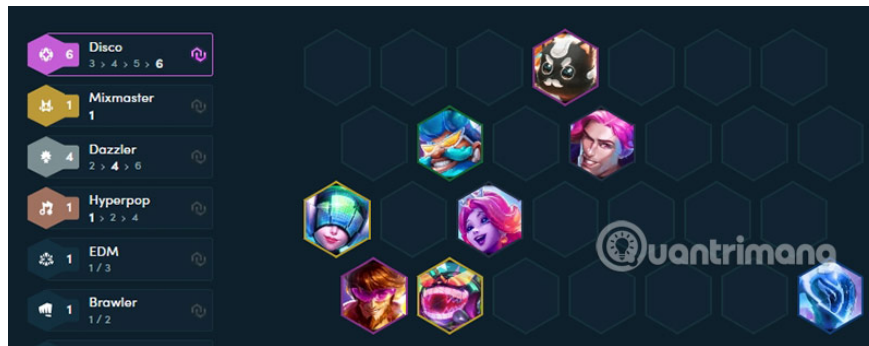 6 Disco
3 > 4 > 5 > 6
1 Mixmaster
1
4 Dazzler
2 > 4 > 6
1 Hyperpop
1 > 2 > 4
1 EDM
1 / 3
1 Brawler
1 / 2
Quantrimang